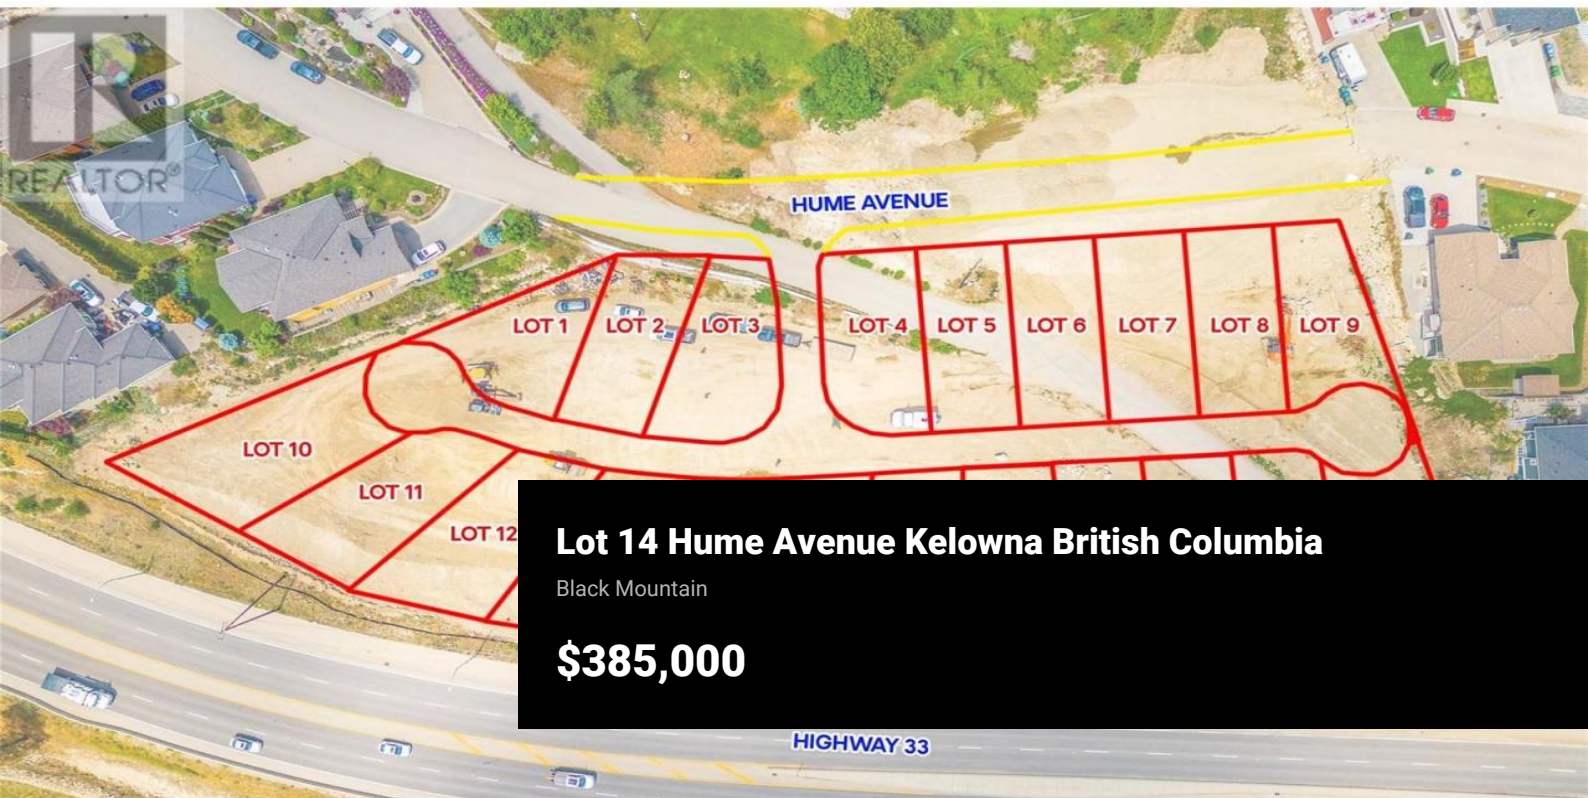 REALTOR®
HUME AVENUE
LOT 1
LOT 2
LOT 3
LOT 4
LOT 5
LOT 6
LOT 7
LOT 8
LOT 9
LOT 10
LOT 11
LOT 12
Lot 14 Hume Avenue Kelowna British Columbia
Black Mountain
$385,000
HIGHWAY 33